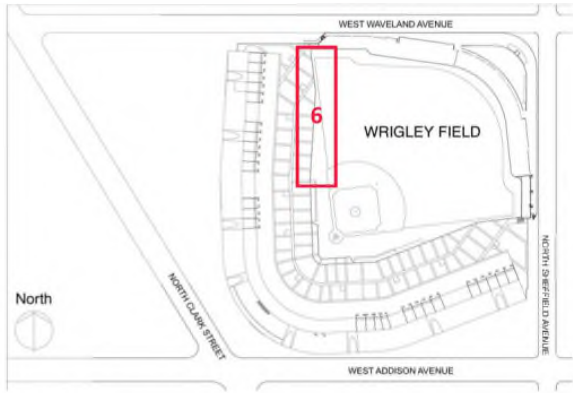 WEST WAVELAND AVENUE
6
WRIGLEY FIELD
North
NORTH CLARK STREET
NORTH SHEFFIELD AVENUE
WEST ADDISON AVENUE